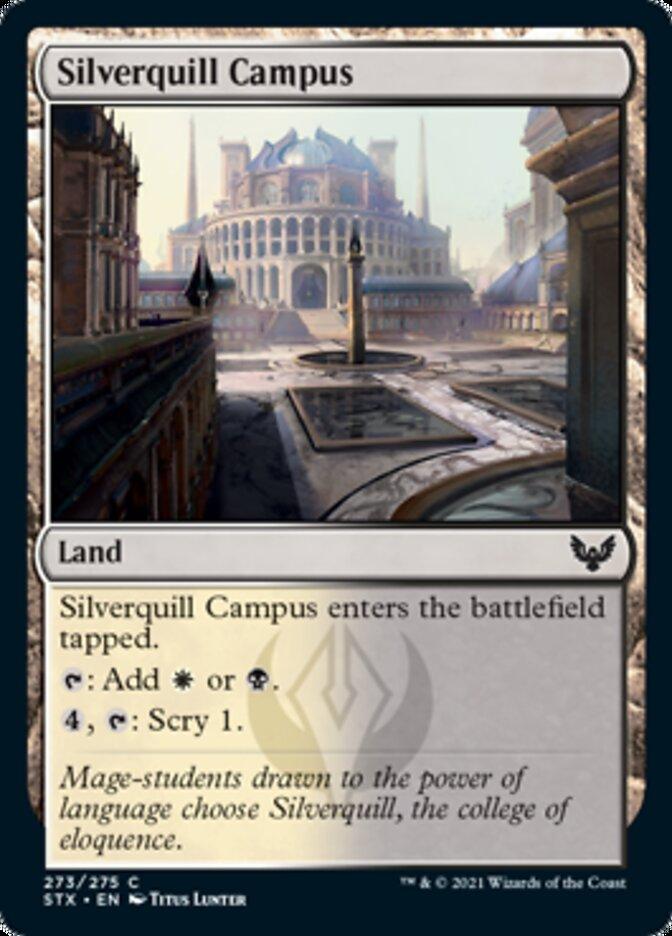 Silverquill Campus
Land
Silverquill Campus enters the battlefield
tapped.
: Add or .
4, : Scry 1.
Mage-students drawn to the power of
language choose Silverquill, the college of
eloquence.
273/275 C
™ & © 2021 Wizards of the Coast
STX • EN Titus Lunter